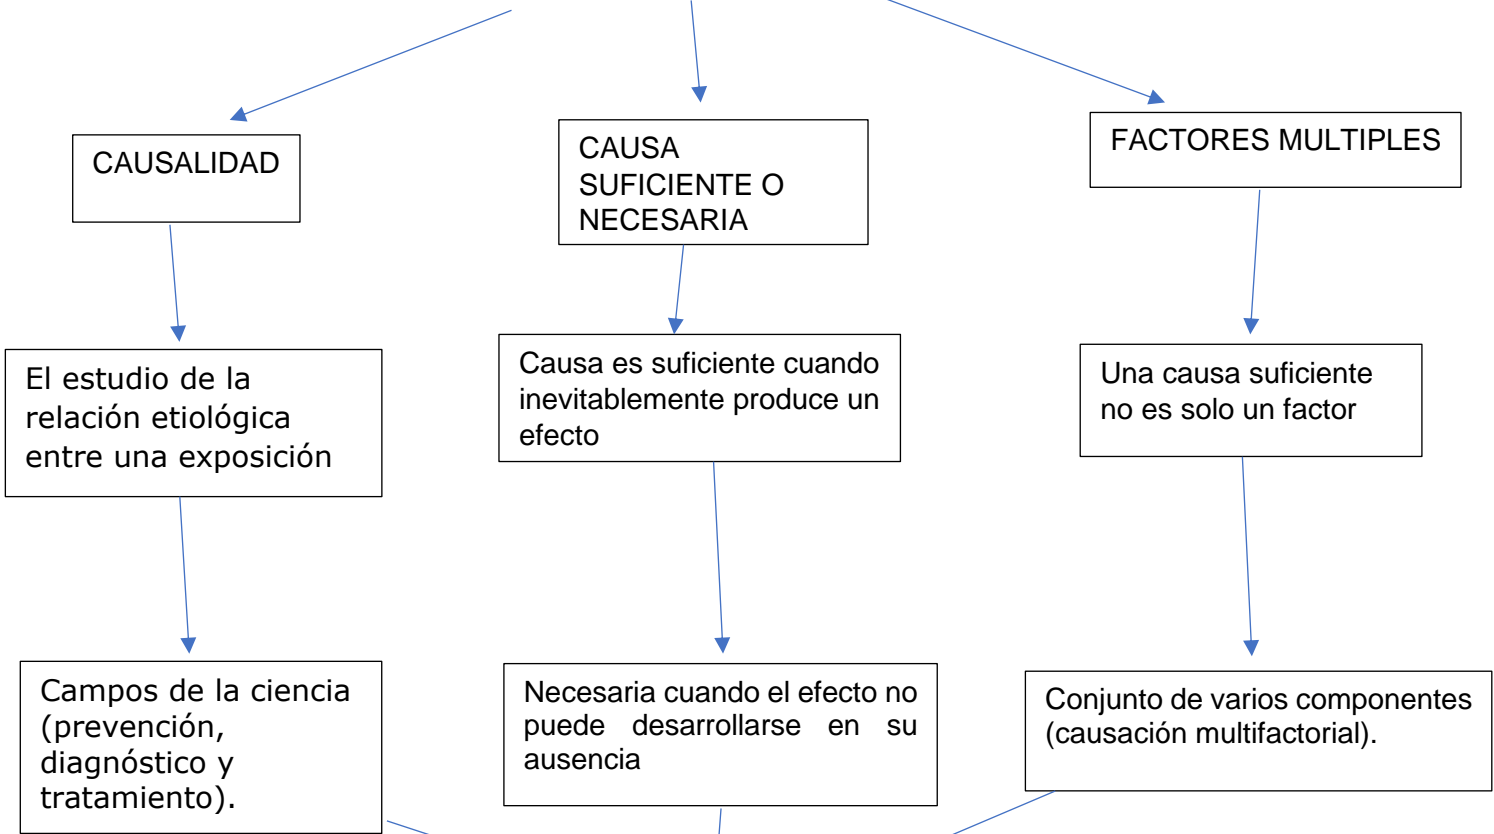 CAUSALIDAD
CAUSA
SUFICIENTE O
NECESARIA
FACTORES MULTIPLES
El estudio de la
relación etiológica
entre una exposición
Causa es suficiente cuando
inevitablemente produce un
efecto
Una causa suficiente
no es solo un factor
Campos de la ciencia
(prevención,
diagnóstico y
tratamiento).
Necesaria cuando el efecto no
puede desarrollarse en su
ausencia
Conjunto de varios componentes
(causación multifactorial).